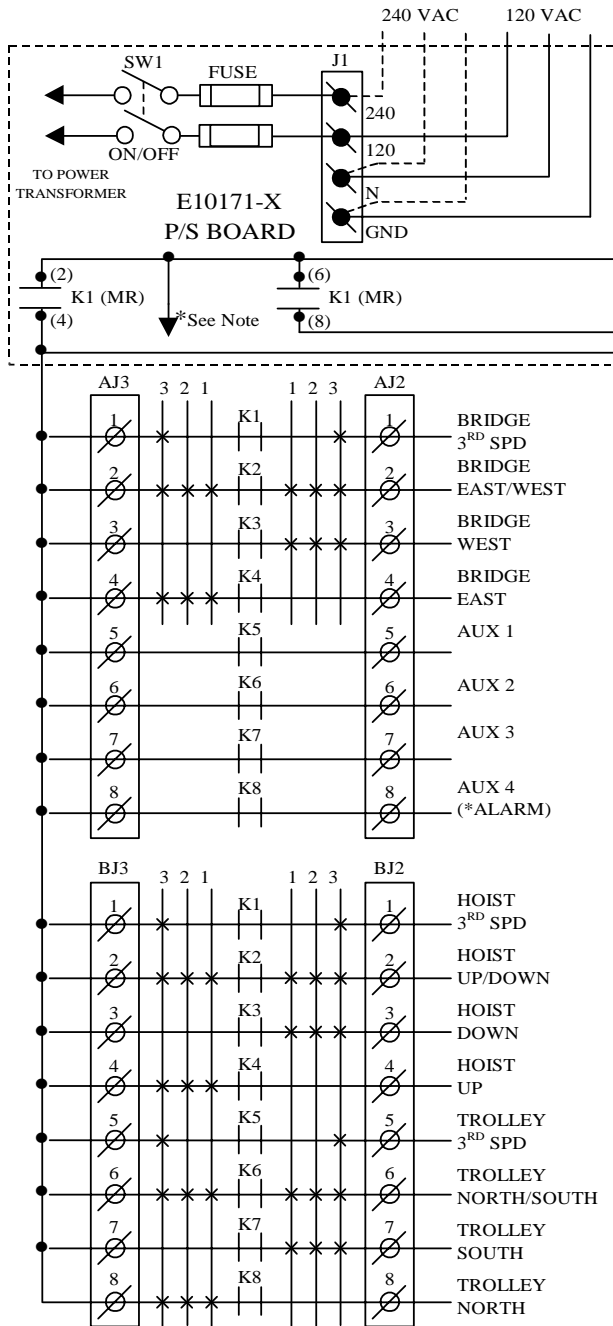 240 VAC 120 VAC
SW1 FUSE J1
240
120
ON/OFF
N
GND
TO POWER
TRANSFORMER
E10171-X
P/S BOARD
(2) (6)
K1 (MR) K1 (MR)
(4) *See Note (8)
AJ3 3 2 1 1 2 3 AJ2
1 K1 1 BRIDGE
3RD SPD
2 K2 2 BRIDGE
EAST/WEST
3 K3 3 BRIDGE
WEST
4 K4 4 BRIDGE
EAST
5 K5 5 AUX 1
6 K6 6 AUX 2
7 K7 7 AUX 3
8 K8 8 AUX 4
(*ALARM)
BJ3 3 2 1 1 2 3 BJ2
1 K1 1 HOIST
3RD SPD
2 K2 2 HOIST
UP/DOWN
3 K3 3 HOIST
DOWN
4 K4 4 HOIST
UP
5 K5 5 TROLLEY
3RD SPD
6 K6 6 TROLLEY
NORTH/SOUTH
7 K7 7 TROLLEY
SOUTH
8 K8 8 TROLLEY
NORTH